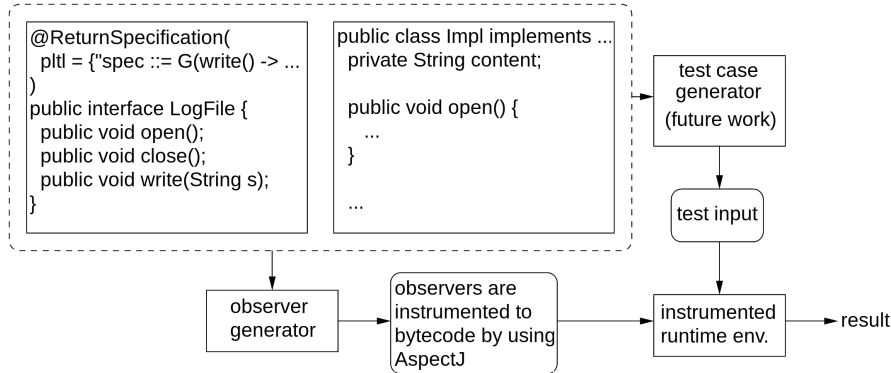 @ReturnSpecification(
pltl = {"spec ::= G(write() -> ...
)
public interface LogFile {
public void open();
public void close();
public void write(String s);
}
public class Impl implements ...
private String content;
public void open() {
...
}
...
test case
generator
(future work)
test input
observer
generator
observers are
instrumented to
bytecode by using
AspectJ
instrumented
runtime env.
result